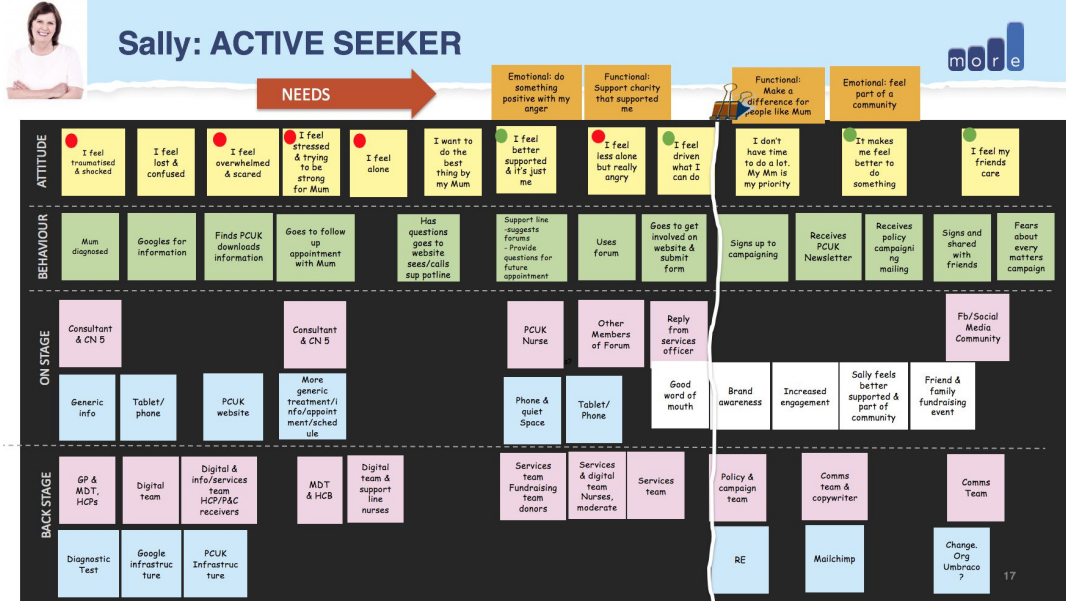 Sally: ACTIVE SEEKER
more
NEEDS
Emotional: do
something
positive with my
anger
Functional:
Support charity
that supported
me
Functional:
Make a
difference for
people like Mum
Emotional: feel
part of a
community
ATTITUDE
I feel
traumatised
& shocked
I feel
lost &
confused
I feel
overwhelmed
& scared
I feel
stressed
& trying
to be
strong
for Mum
I feel
alone
I want to
do the
best
thing by
my Mum
I feel
better
supported
& it's just
me
I feel
less alone
but really
angry
I feel
driven
what I
can do
I don't
have time
to do a lot.
My Mm is
my priority
It makes
me feel
better to
do
something
I feel my
friends
care
BEHAVIOUR
Mum
diagnosed
Googles for
information
Finds PCUK
downloads
information
Goes to follow
up
appointment
with Mum
Has
questions
goes to
website
sees/calls
sup potline
Support line
-suggests
forums
- Provide
questions for
future
appointment
Uses
forum
Goes to get
involved on
website &
submit
form
Signs up to
campaigning
Receives
PCUK
Newsletter
Receives
policy
campaigni
ng
mailing
Signs and
shared
with
friends
Fears
about
every
matters
campaign
ON STAGE
Consultant
& CN 5
Consultant
& CN 5
PCUK
Nurse
Other
Members
of Forum
Reply
from
services
officer
Fb/Social
Media
Community
Generic
info
Tablet/
phone
PCUK
website
More
generic
treatment/i
nfo/appoint
ment/sched
ule
Phone &
quiet
Space
Tablet/
Phone
Good
word of
mouth
Brand
awareness
Increased
engagement
Sally feels
better
supported &
part of
community
Friend &
family
fundraising
event
BACK STAGE
GP &
MDT,
HCPs
Digital
team
Digital &
info/services
team
HCP/P&C
receivers
MDT
& HCB
Digital
team &
support
line
nurses
Services
team
Fundraising
team
donors
Services
& digital
team
Nurses,
moderate
Services
team
Policy &
campaign
team
Comms
team &
copywriter
Comms
Team
Diagnostic
Test
Google
infrastruc
ture
PCUK
Infrastruc
ture
RE
Mailchimp
Change.
Org
Umbraco
?
17